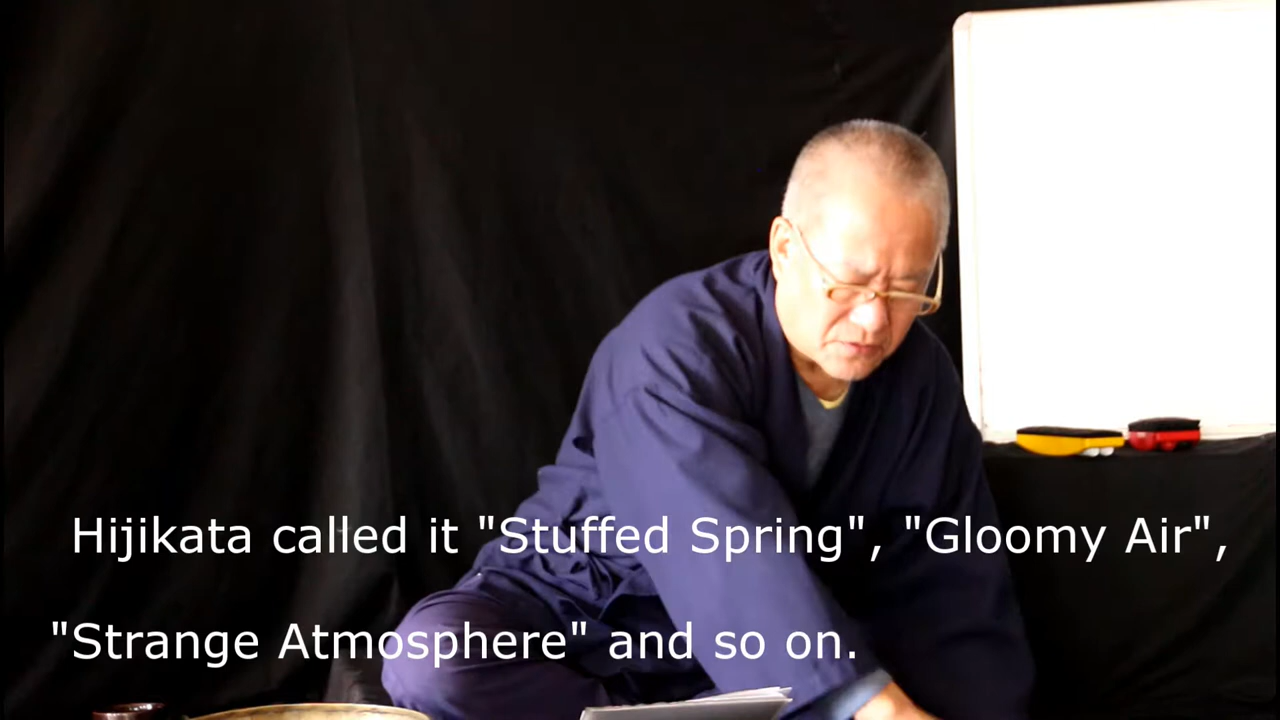 Hijikata called it "Stuffed Spring", "Gloomy Air",
"Strange Atmosphere" and so on.